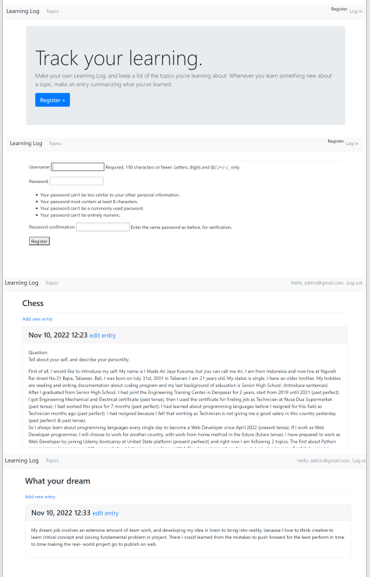 Learning Log Topics Register Log in
Track your learning.
Make your own Learning Log, and keep a list of the topics you're learning about. Whenever you learn something new about
a topic, make an entry summarizing what you've learned.
Register »
Learning Log Topics Register Log in
Username: Required. 150 characters or fewer. Letters, digits and @/./+/-/_ only.
Password:
Your password can't be too similar to your other personal information.
Your password must contain at least 8 characters.
Your password can't be a commonly used password.
Your password can't be entirely numeric.
Password confirmation: Enter the same password as before, for verification.
Register
Learning Log Topics Hello, admin@gmail.com Log out
Chess
Add new entry
Nov 10, 2022 12:23 edit entry
Question
Tell about your self, and describe your personlity.
First of all, I would like to introduce my self. My name is I Made Ari Jaya Kusuma, but you can call me Ari. I am from Indonesia and now live at Ngurah
Rai street No.31 Bajra, Tabanan, Bali. I was born on July 31st, 2001 in Tabanan. I am 21 years old. My status is single. I have an older brother. My hobbies
are reading and writing documentation about coding program and my last background of education is Senior High School. (Introduce sentences)
After I graduated from Senior High School, I had joint the Engineering Training Center in Denpasar for 2 years, start from 2019 until 2021 (past perfect).
I got Engineering Mechanical and Electrical certificate (past tense), then I used the certificate for finding job as Technician at Nusa Dua Supermarket
(past tense). I had worked this place for 7 months (past perfect). I had learned about programming languages before I resigned for this field as
Technician months ago (past perfect). I had resigned because I felt that working as Technician is not giving me a good salary in this country yesterday
(past perfect & past tense).
So I always learn about programming languages every single day to become a Web Developer since April 2022 (present tense). If I work as Web
Developer programmer, I will choose to work for another country, with work from home method in the future (future tense). I have prepared to work as
Web Developer by joining Udemy bootcamp at United State platform (present perfect) and right now I am following 2 topics. The first about Python
Learning Log Topics Hello, admin@gmail.com Log out
What your dream
Add new entry
Nov 10, 2022 12:33 edit entry
My dream job involves an extensive amount of team work, and developing my idea in brain to bring into reality, because I love to think creative to
learn critical concept and solving fundamental problem in project. There I could learned from the mistakes to push forward for the best perform in time
to time making the real- world project go to publish on web.